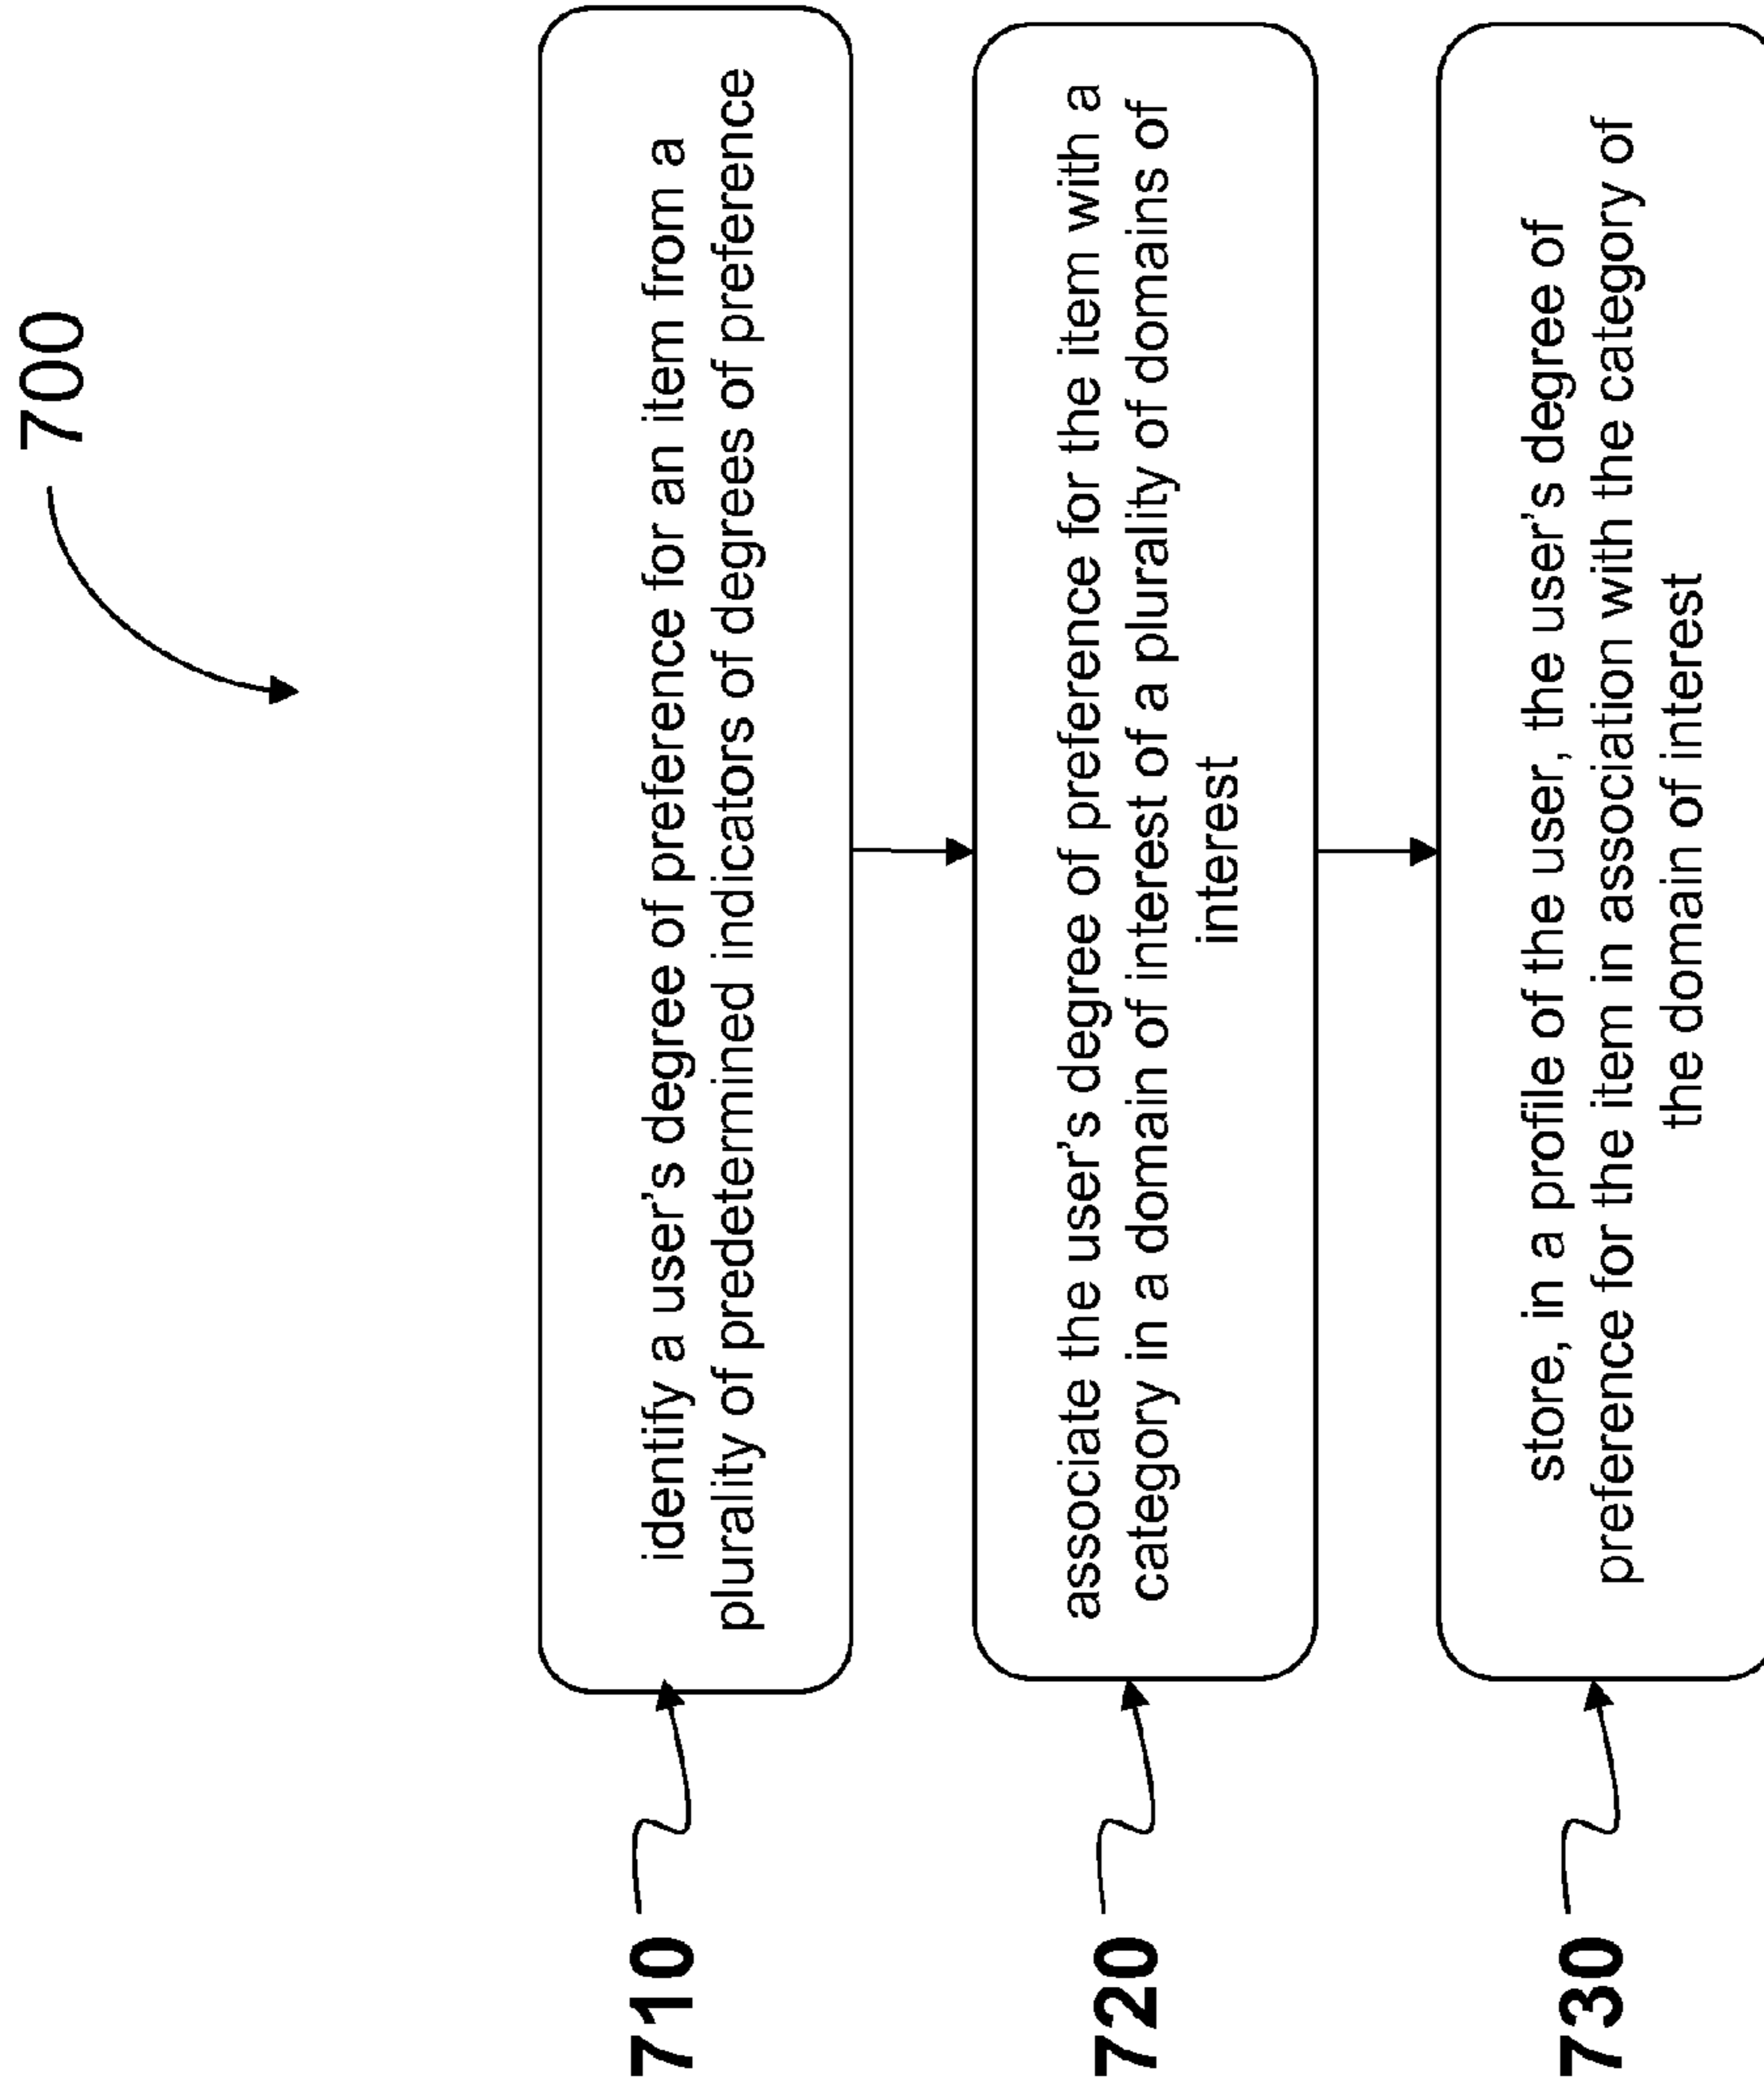 700
710
identify a user's degree of preference for an item from a
plurality of predetermined indicators of degrees of preference
720
associate the user's degree of preference for the item with a
category in a domain of interest of a plurality of domains of
interest
730
store, in a profile of the user, the user's degree of
preference for the item in association with the category of
the domain of interest